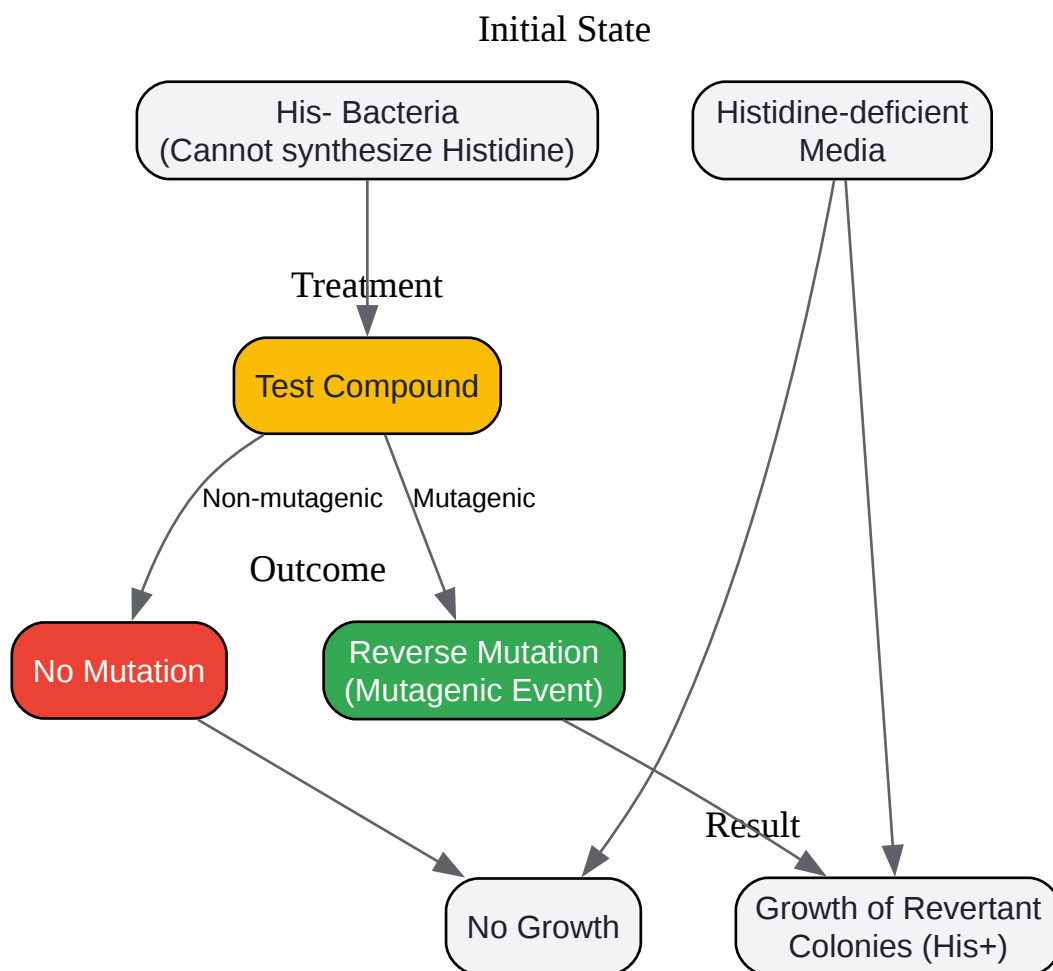 Initial State
His- Bacteria
(Cannot synthesize Histidine)
Histidine-deficient
Media
Treatment
Test Compound
Non-mutagenic
Mutagenic
Outcome
No Mutation
Reverse Mutation
(Mutagenic Event)
Result
No Growth
Growth of Revertant
Colonies (His+)